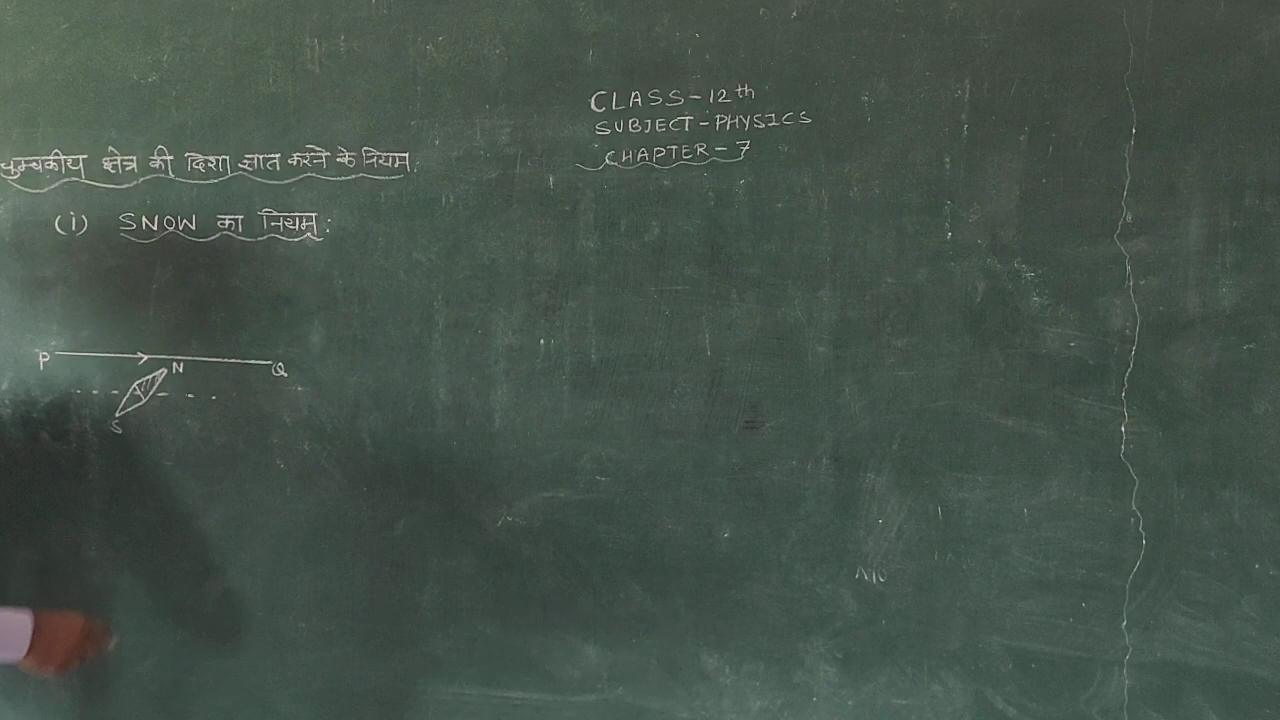 CLASS-12th
SUBJECT-PHYSICS
CHAPTER-7
चुम्बकीय क्षेत्र की दिशा ज्ञात करने के नियम
(i) SNOW का नियम:
P
Q
N
S